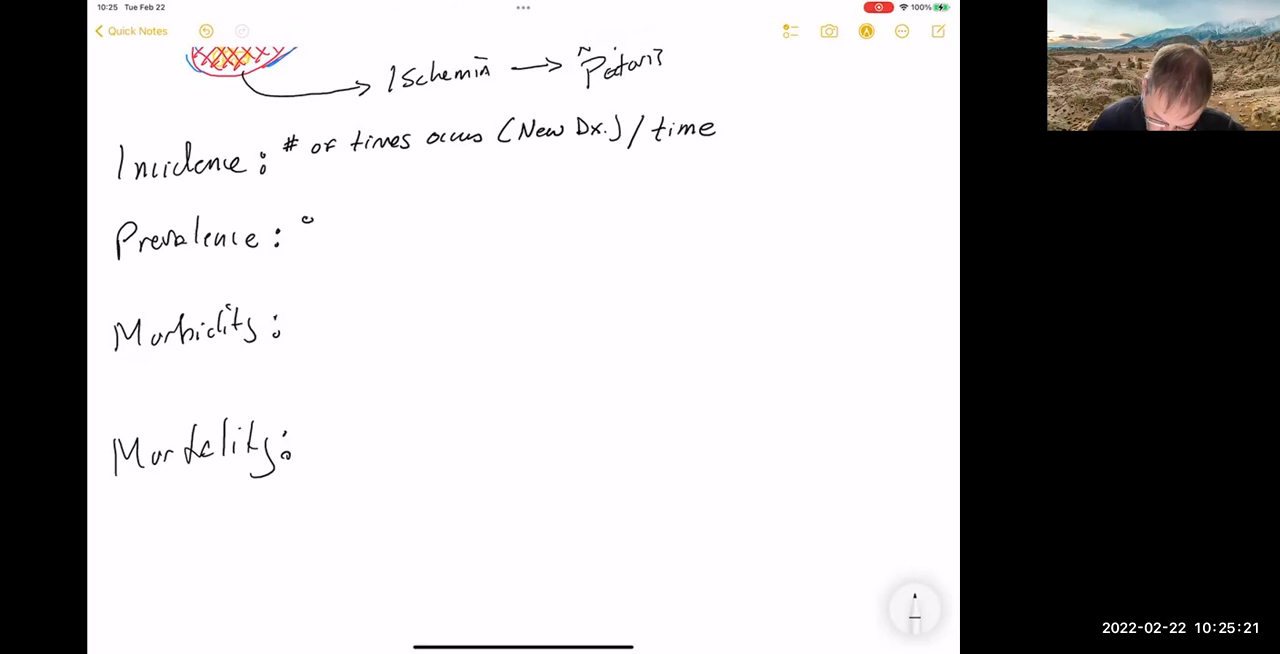 10:25 Tue Feb 22
100%
Quick Notes
Ischemia
Incidence: # of times occurs (New Dx.) / time
Prevalence:
Morbidity:
Mortality:
2022-02-22 10:25:21